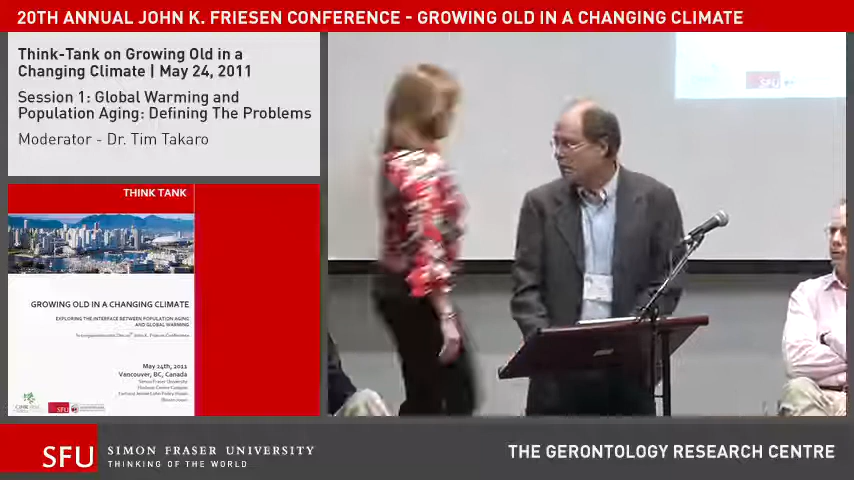 20TH ANNUAL JOHN K. FRIESEN CONFERENCE - GROWING OLD IN A CHANGING CLIMATE
Think-Tank on Growing Old in a
Changing Climate | May 24, 2011
Session 1: Global Warming and
Population Aging: Defining The Problems
Moderator - Dr. Tim Takaro
SFU
THINK TANK
GROWING OLD IN A CHANGING CLIMATE
EXPLORING THE INTERFACE BETWEEN POPULATION AGING
AND GLOBAL WARMING
May 24th, 2011
Vancouver, BC, Canada
Simon Fraser University
SFU
SFU
SIMON FRASER UNIVERSITY
THINKING OF THE WORLD
THE GERONTOLOGY RESEARCH CENTRE